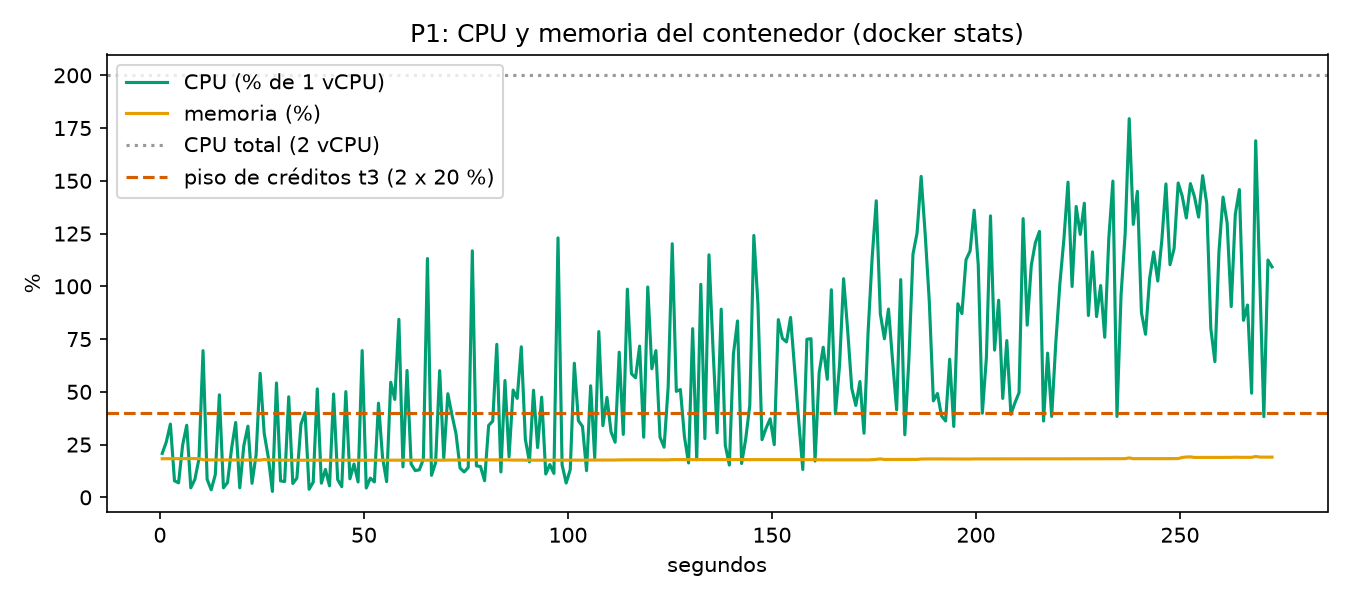 P1: CPU y memoria del contenedor (docker stats)
CPU (% de 1 vCPU)
memoria (%)
CPU total (2 vCPU)
piso de créditos t3 (2 x 20 %)
%
200
175
150
125
100
75
50
25
0
0
50
100
150
200
250
segundos